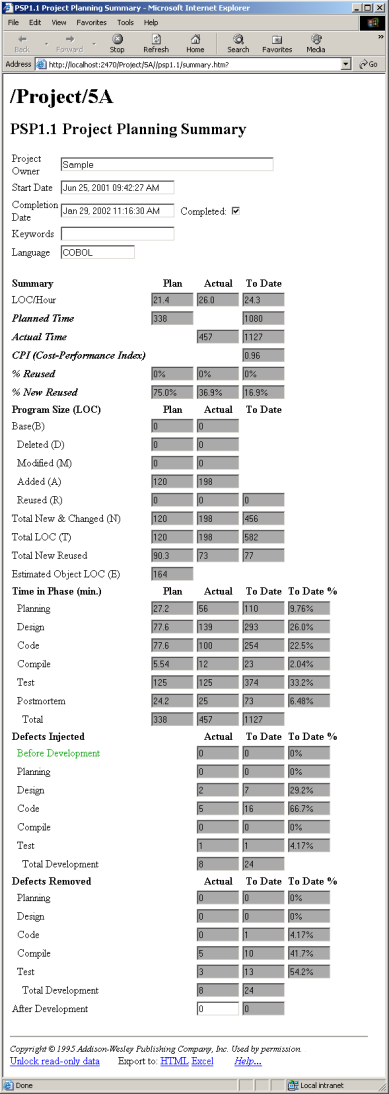 PSP1.1 Project Planning Summary - Microsoft Internet Explorer
File Edit View Favorites Tools Help
Back Forward Stop Refresh Home Search Favorites Media
Address http://localhost:2470/Project/5A//psp1.1/summary.htm? Go
/Project/5A
PSP1.1 Project Planning Summary
Project Owner Sample
Start Date Jun 25, 2001 09:42:27 AM
Completion Date Jan 29, 2002 11:16:30 AM Completed:
Keywords
Language COBOL
Summary Plan Actual To Date
LOC/Hour 21.4 26.0 24.3
Planned Time 338 1080
Actual Time 457 1127
CPI (Cost-Performance Index) 0.96
% Reused 0% 0% 0%
% New Reused 75.0% 36.9% 16.9%
Program Size (LOC) Plan Actual To Date
Base(B) 0 0
Deleted (D) 0 0
Modified (M) 0 0
Added (A) 120 198
Reused (R) 0 0 0
Total New & Changed (N) 120 198 456
Total LOC (T) 120 198 582
Total New Reused 90.3 73 77
Estimated Object LOC (E) 164
Time in Phase (min.) Plan Actual To Date To Date %
Planning 27.2 56 110 9.76%
Design 77.6 139 293 26.0%
Code 77.6 100 254 22.5%
Compile 5.54 12 23 2.04%
Test 125 125 374 33.2%
Postmortem 24.2 25 73 6.48%
Total 338 457 1127
Defects Injected Actual To Date To Date %
Before Development 0 0 0%
Planning 0 0 0%
Design 2 7 29.2%
Code 5 16 66.7%
Compile 0 0 0%
Test 1 1 4.17%
Total Development 8 24
Defects Removed Actual To Date To Date %
Planning 0 0 0%
Design 0 0 0%
Code 0 1 4.17%
Compile 5 10 41.7%
Test 3 13 54.2%
Total Development 8 24
After Development 0 0
Copyright © 1995 Addison-Wesley Publishing Company, Inc. Used by permission.
Unlock read-only data Export to: HTML Excel Help...
Done Local intranet